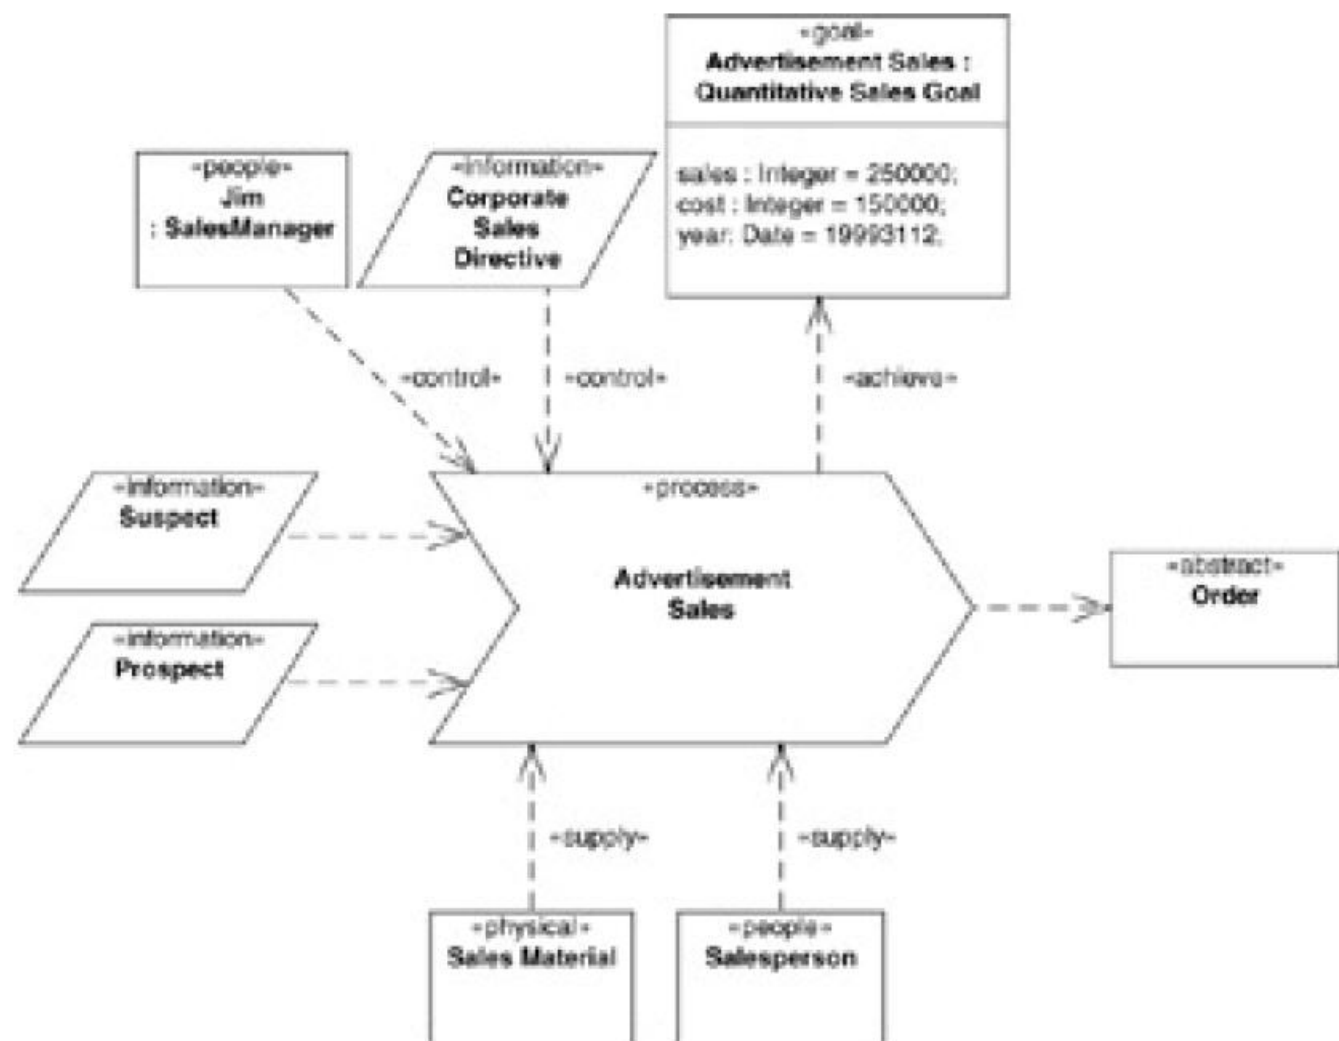 «goal»
Advertisement Sales :
Quantitative Sales Goal
sales : Integer = 250000;
cost : Integer = 150000;
year: Date = 19993112;
«people»
Jim
: SalesManager
«information»
Corporate
Sales
Directive
«control»
«control»
«achieve»
«information»
Suspect
«process»
Advertisement
Sales
«abstract»
Order
«information»
Prospect
«supply»
«supply»
«physical»
Sales Material
«people»
Salesperson